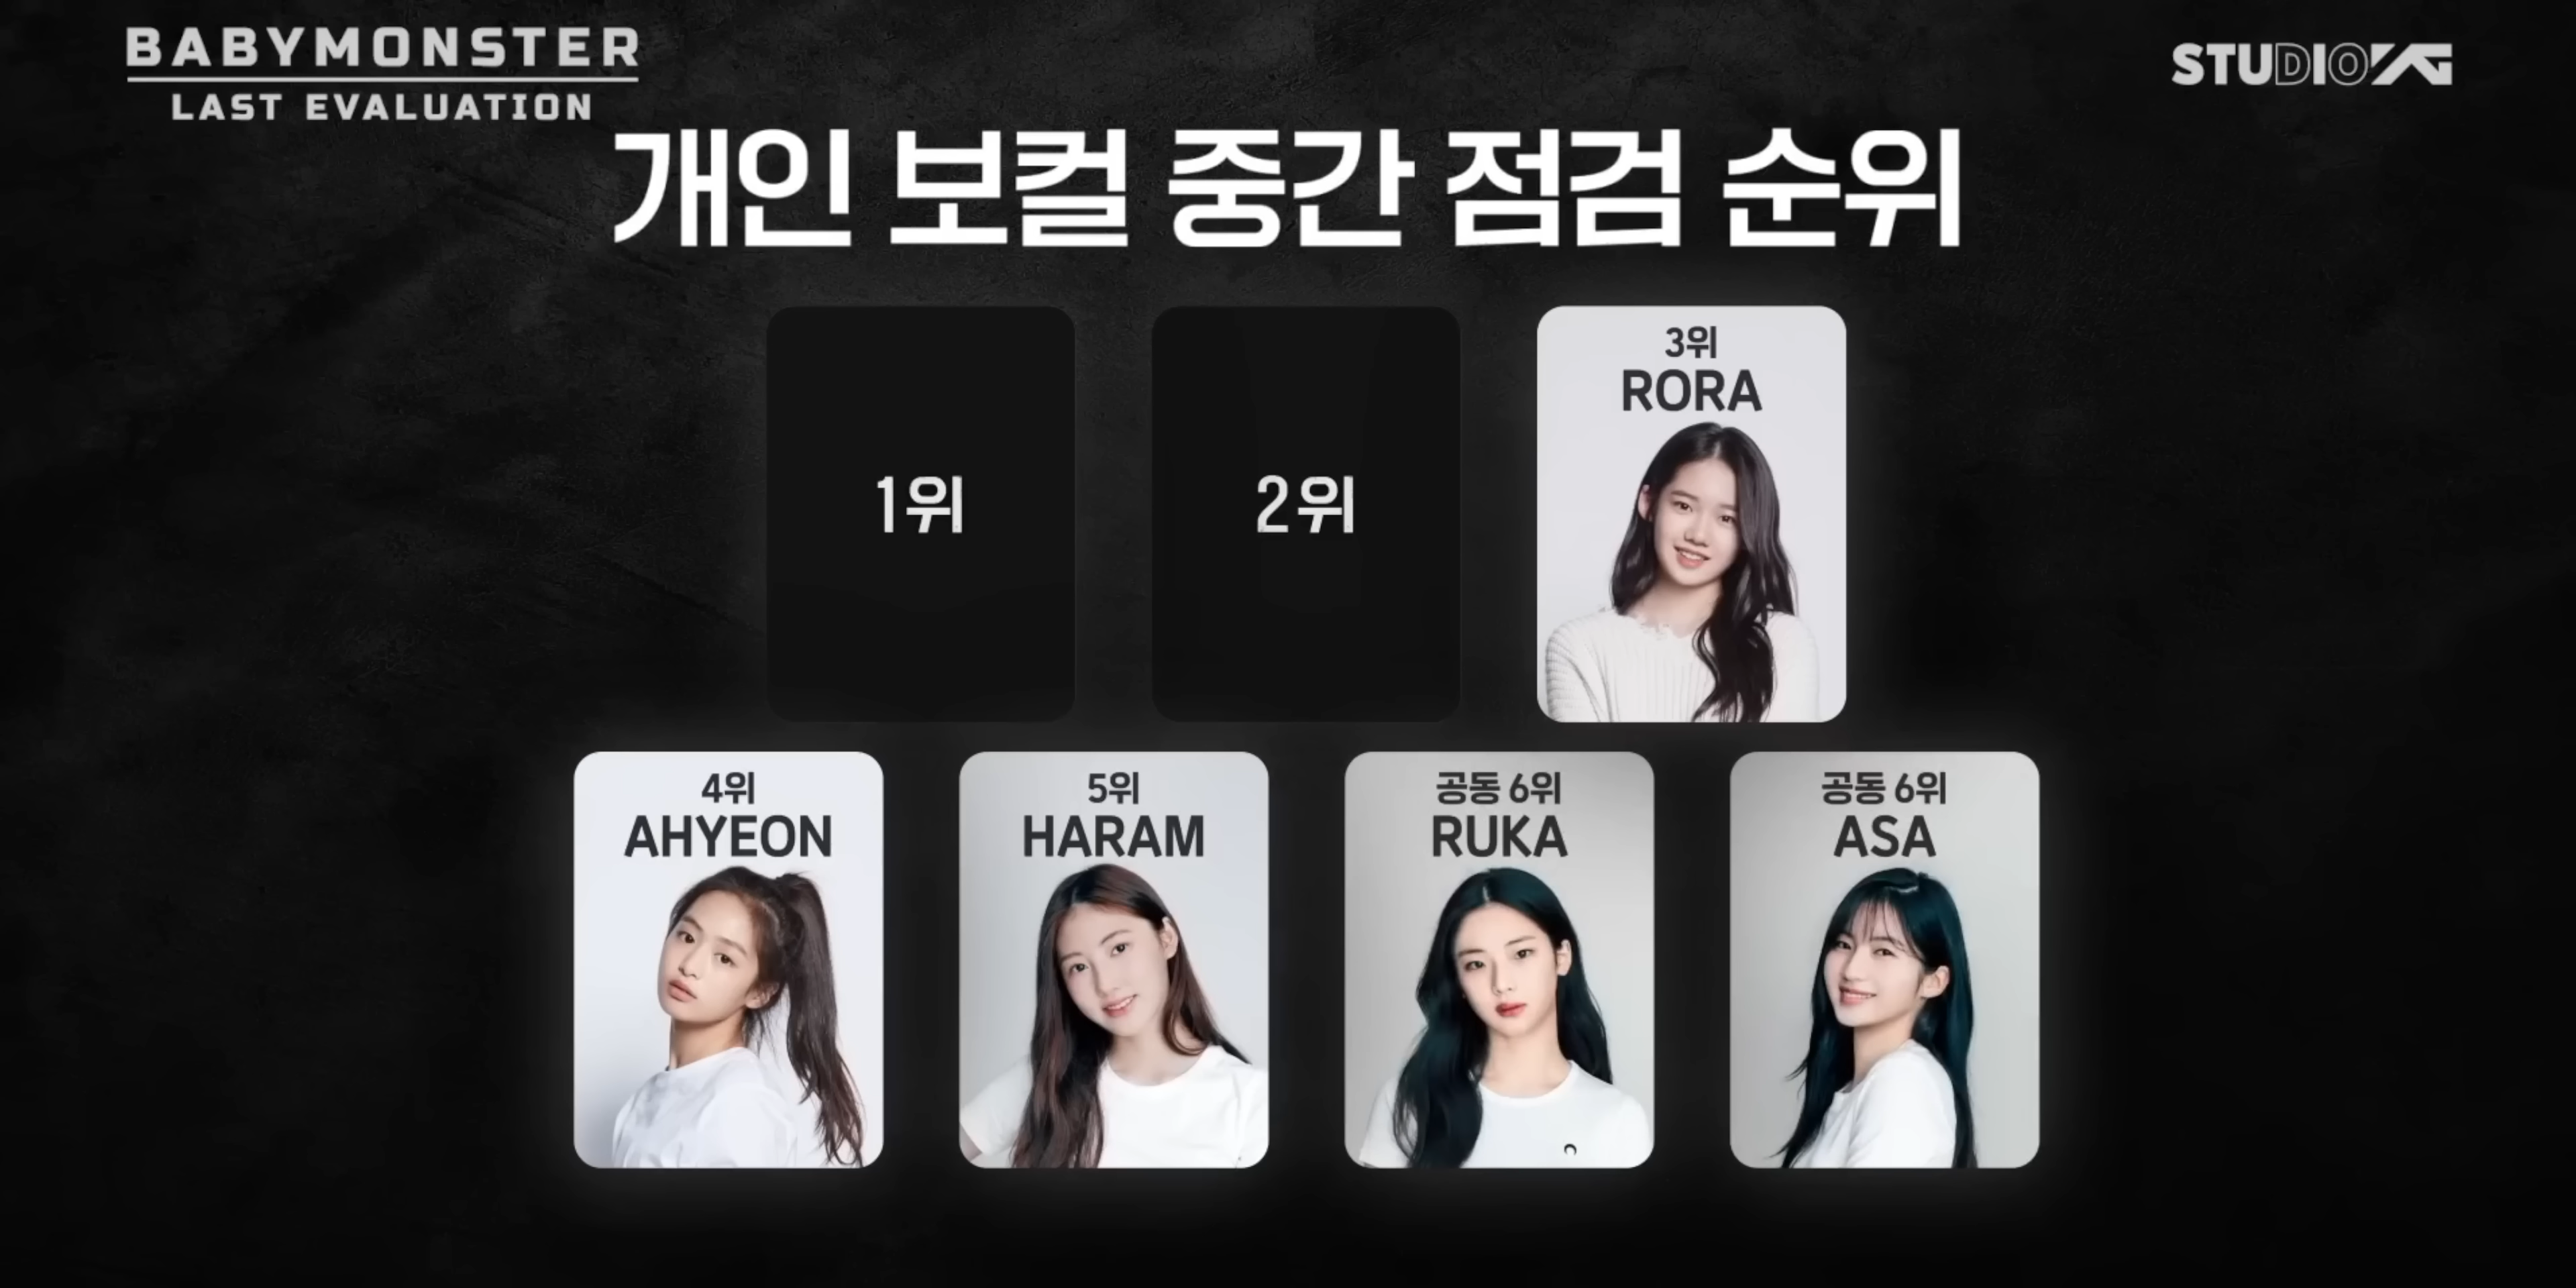 BABYMONSTER
LAST EVALUATION
STUDIO YG
개인 보컬 중간 점검 순위
1위
2위
3위
RORA
4위
AHYEON
5위
HARAM
공동 6위
RUKA
공동 6위
ASA